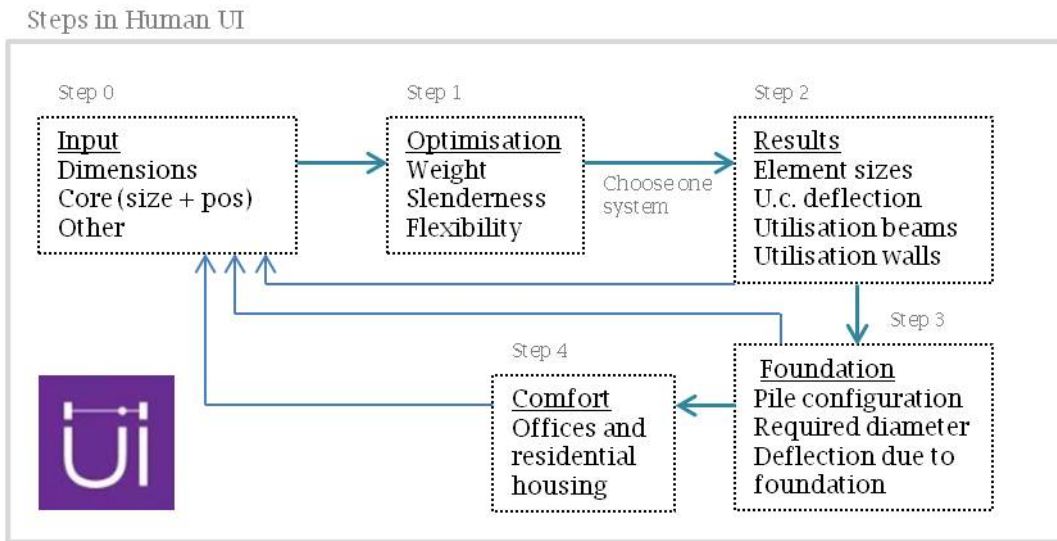 Steps in Human UI
Step 0
Input
Dimensions
Core (size + pos)
Other
Step 1
Optimisation
Weight
Slenderness
Flexibility
Choose one
system
Step 2
Results
Element sizes
U.c. deflection
Utilisation beams
Utilisation walls
Step 3
Foundation
Pile configuration
Required diameter
Deflection due to
foundation
Step 4
Comfort
Offices and
residential
housing
Ui